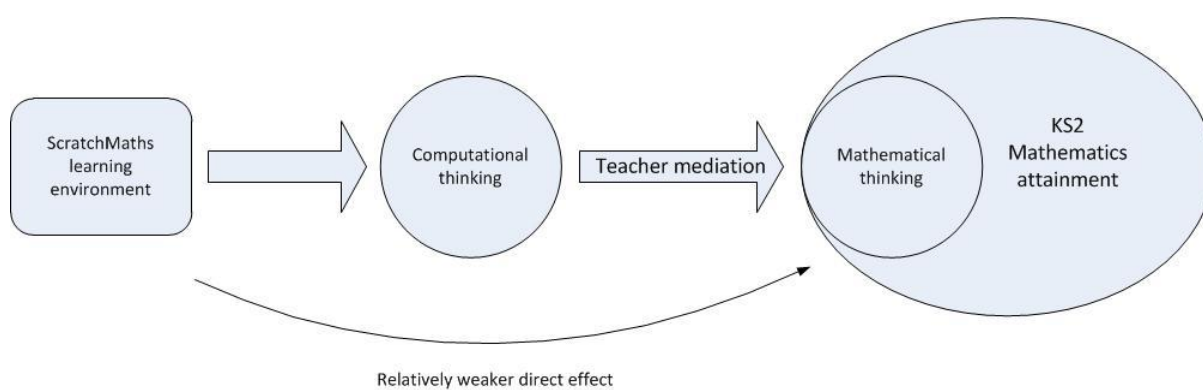 ScratchMaths
learning
environment
Computational
thinking
Teacher mediation
Mathematical
thinking
KS2
Mathematics
attainment
Relatively weaker direct effect